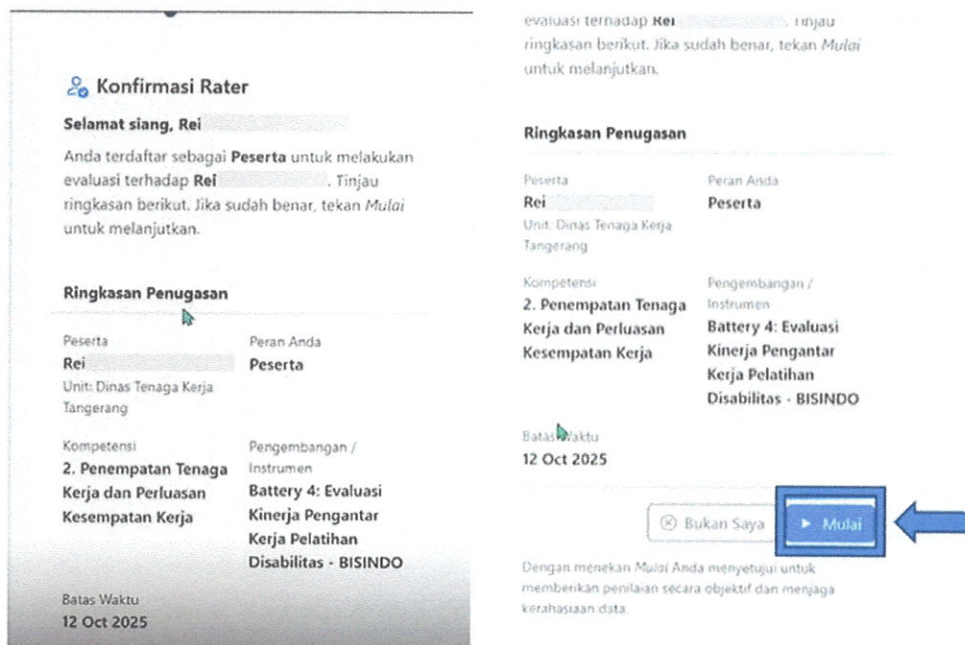 Konfirmasi Rater
Selamat siang, Rei
Anda terdaftar sebagai Peserta untuk melakukan
evaluasi terhadap Rei . Tinjau
ringkasan berikut. Jika sudah benar, tekan Mulai
untuk melanjutkan.
Ringkasan Penugasan
Peserta
Peran Anda
Rei
Peserta
Unit: Dinas Tenaga Kerja
Tangerang
Kompetensi
Pengembangan /
Instrumen
2. Penempatan Tenaga
Kerja dan Perluasan
Kesempatan Kerja
Battery 4: Evaluasi
Kinerja Pengantar
Kerja Pelatihan
Disabilitas - BISINDO
Batas Waktu
12 Oct 2025
evaluasi terhadap Rei . Tinjau
ringkasan berikut. Jika sudah benar, tekan Mulai
untuk melanjutkan.
Ringkasan Penugasan
Peserta
Peran Anda
Rei
Peserta
Unit: Dinas Tenaga Kerja
Tangerang
Kompetensi
Pengembangan /
Instrumen
2. Penempatan Tenaga
Kerja dan Perluasan
Kesempatan Kerja
Battery 4: Evaluasi
Kinerja Pengantar
Kerja Pelatihan
Disabilitas - BISINDO
Batas Waktu
12 Oct 2025
Bukan Saya
Mulai
Dengan menekan Mulai Anda menyetujui untuk
memberikan penilaian secara objektif dan menjaga
kerahasiaan data.